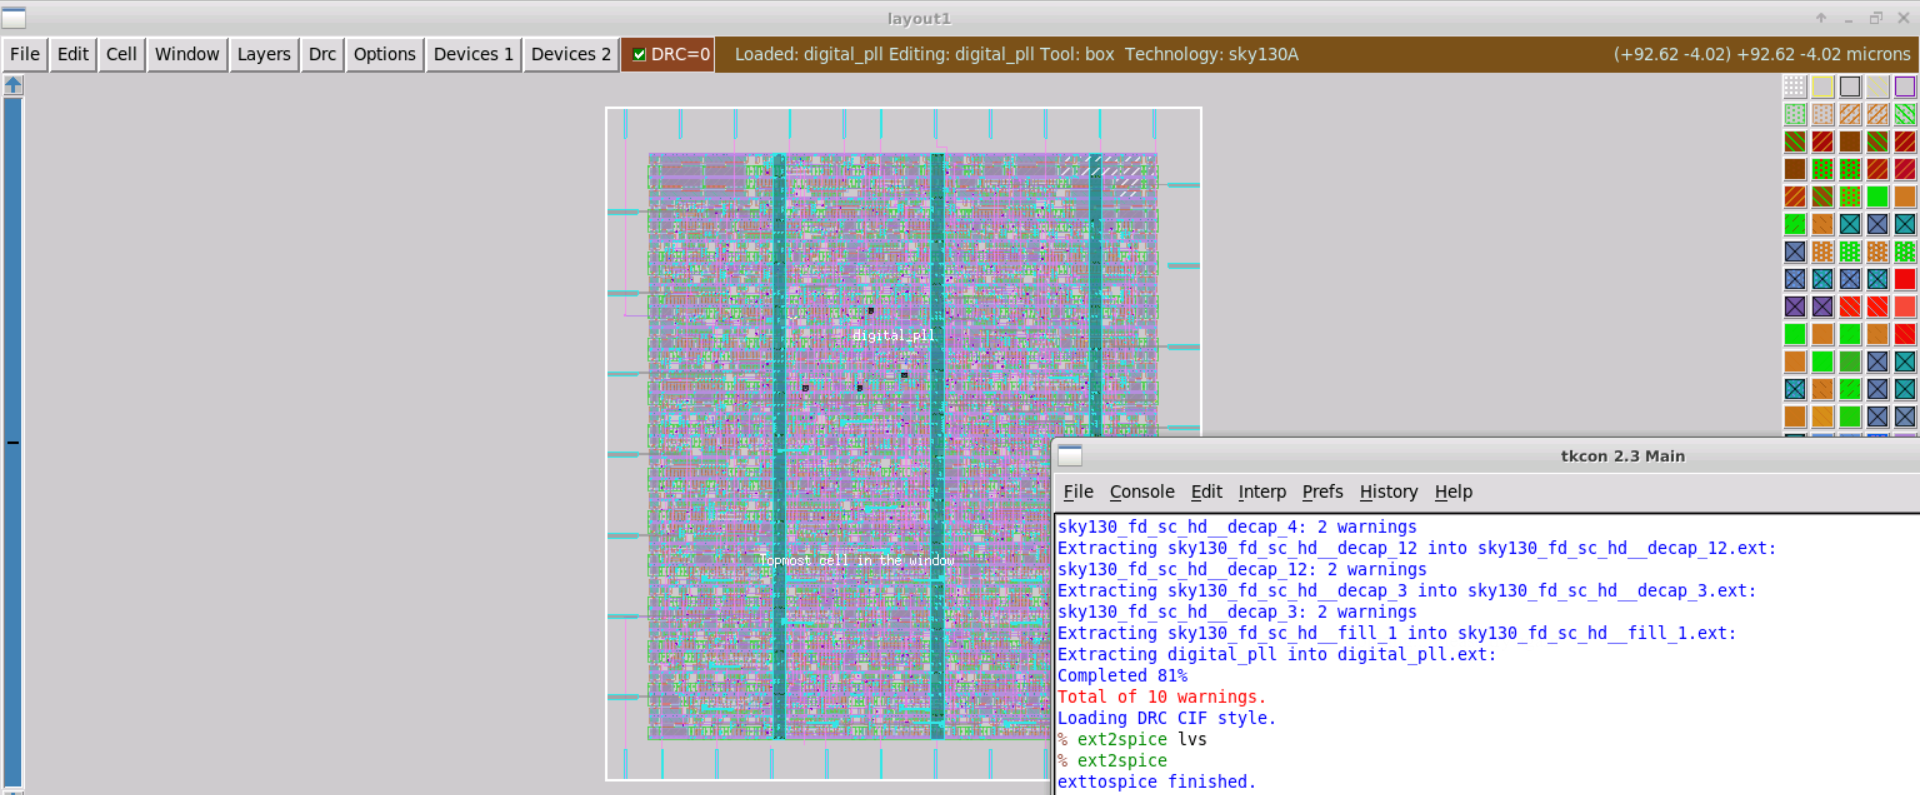 layout1
File Edit Cell Window Layers Drc Options Devices 1 Devices 2 DRC=0 Loaded: digital_pll Editing: digital_pll Tool: box Technology: sky130A (+92.62 -4.02) +92.62 -4.02 microns
digital_pll
Topmost cell in the window
tkcon 2.3 Main
File Console Edit Interp Prefs History Help
sky130_fd_sc_hd__decap_4: 2 warnings
Extracting sky130_fd_sc_hd__decap_12 into sky130_fd_sc_hd__decap_12.ext:
sky130_fd_sc_hd__decap_12: 2 warnings
Extracting sky130_fd_sc_hd__decap_3 into sky130_fd_sc_hd__decap_3.ext:
sky130_fd_sc_hd__decap_3: 2 warnings
Extracting sky130_fd_sc_hd__fill_1 into sky130_fd_sc_hd__fill_1.ext:
Extracting digital_pll into digital_pll.ext:
Completed 81%
Total of 10 warnings.
Loading DRC CIF style.
% ext2spice lvs
% ext2spice
exttospice finished.